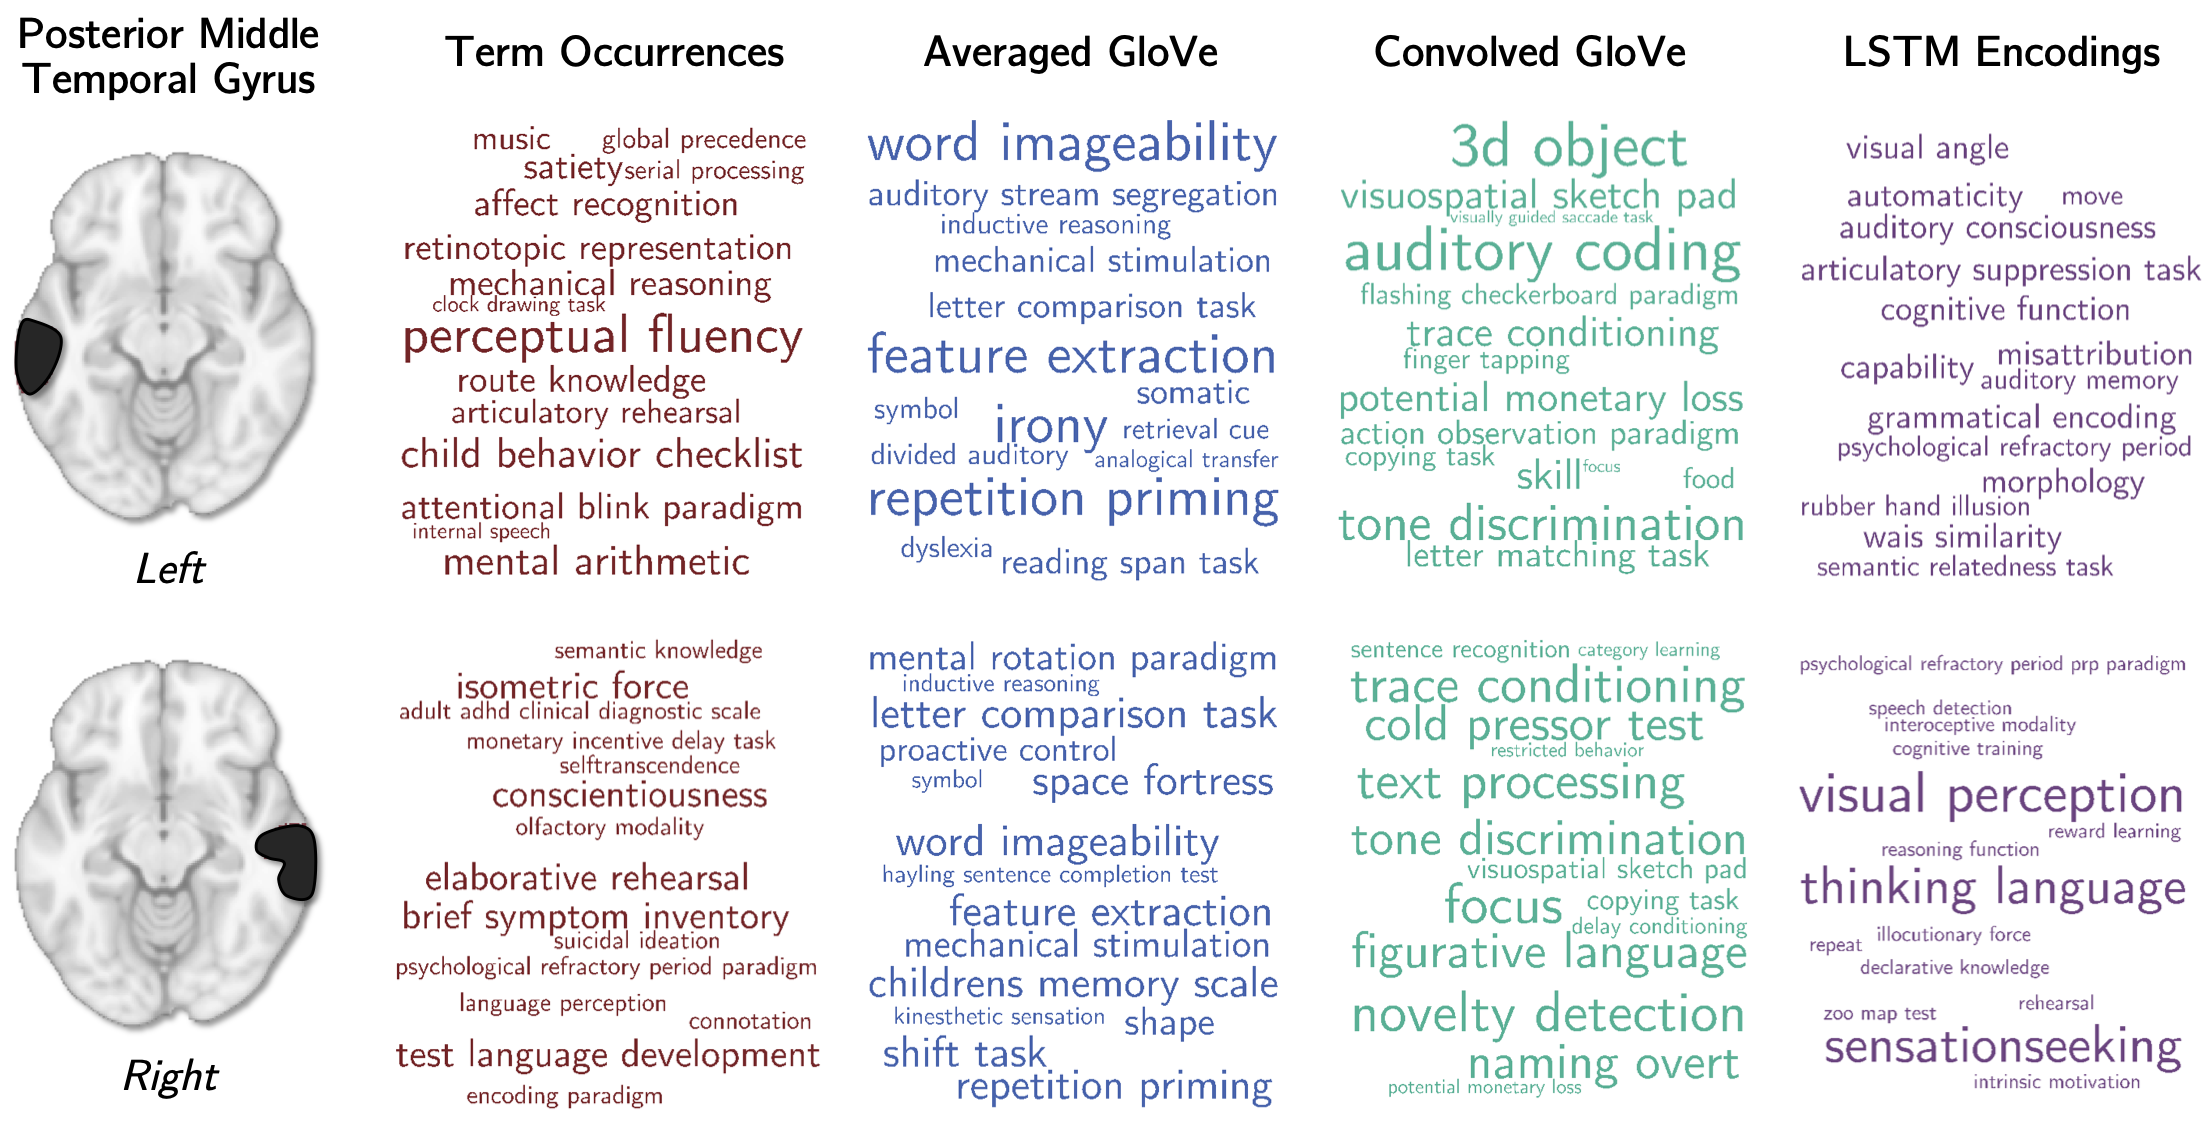 Posterior Middle
Temporal Gyrus
Term Occurrences
Averaged GloVe
Convolved GloVe
LSTM Encodings
Left
music global precedence
satiety serial processing
affect recognition
retinotopic representation
mechanical reasoning
clock drawing task
perceptual fluency
route knowledge
articulatory rehearsal
child behavior checklist
attentional blink paradigm
internal speech
mental arithmetic
word imageability
auditory stream segregation
inductive reasoning
mechanical stimulation
letter comparison task
feature extraction
somatic
symbol irony retrieval cue
divided auditory analogical transfer
repetition priming
dyslexia reading span task
3d object
visuospatial sketch pad
visually guided saccade task
auditory coding
flashing checkerboard paradigm
trace conditioning
finger tapping
potential monetary loss
action observation paradigm
copying task skill focus food
tone discrimination
letter matching task
visual angle
automaticity move
auditory consciousness
articulatory suppression task
cognitive function
misattribution
capability auditory memory
grammatical encoding
psychological refractory period
morphology
rubber hand illusion
wais similarity
semantic relatedness task
Right
semantic knowledge
isometric force
adult adhd clinical diagnostic scale
monetary incentive delay task
selftranscendence
conscientiousness
olfactory modality
elaborative rehearsal
brief symptom inventory
suicidal ideation
psychological refractory period paradigm
language perception
connotation
test language development
encoding paradigm
mental rotation paradigm
inductive reasoning
letter comparison task
proactive control
symbol space fortress
word imageability
hayling sentence completion test
feature extraction
mechanical stimulation
childrens memory scale
kinesthetic sensation shape
shift task
repetition priming
sentence recognition category learning
trace conditioning
cold pressor test
restricted behavior
text processing
tone discrimination
visuospatial sketch pad
focus copying task
delay conditioning
figurative language
novelty detection
naming overt
potential monetary loss
psychological refractory period prp paradigm
speech detection
interoceptive modality
cognitive training
visual perception
reward learning
reasoning function
thinking language
repeat illocutionary force
declarative knowledge
rehearsal
zoo map test
sensationseeking
intrinsic motivation